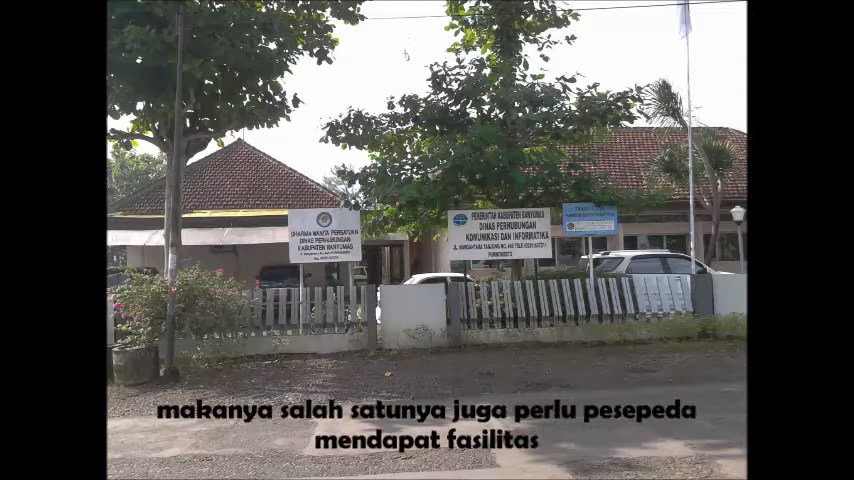 DHARMA WANITA PERSATUAN
DINAS PERHUBUNGAN
KABUPATEN BANYUMAS
PEMERINTAH KABUPATEN BANYUMAS
DINAS PERHUBUNGAN
KOMUNIKASI DAN INFORMATIKA
PURWOKERTO
makanya salah satunya juga perlu pesepeda
mendapat fasilitas